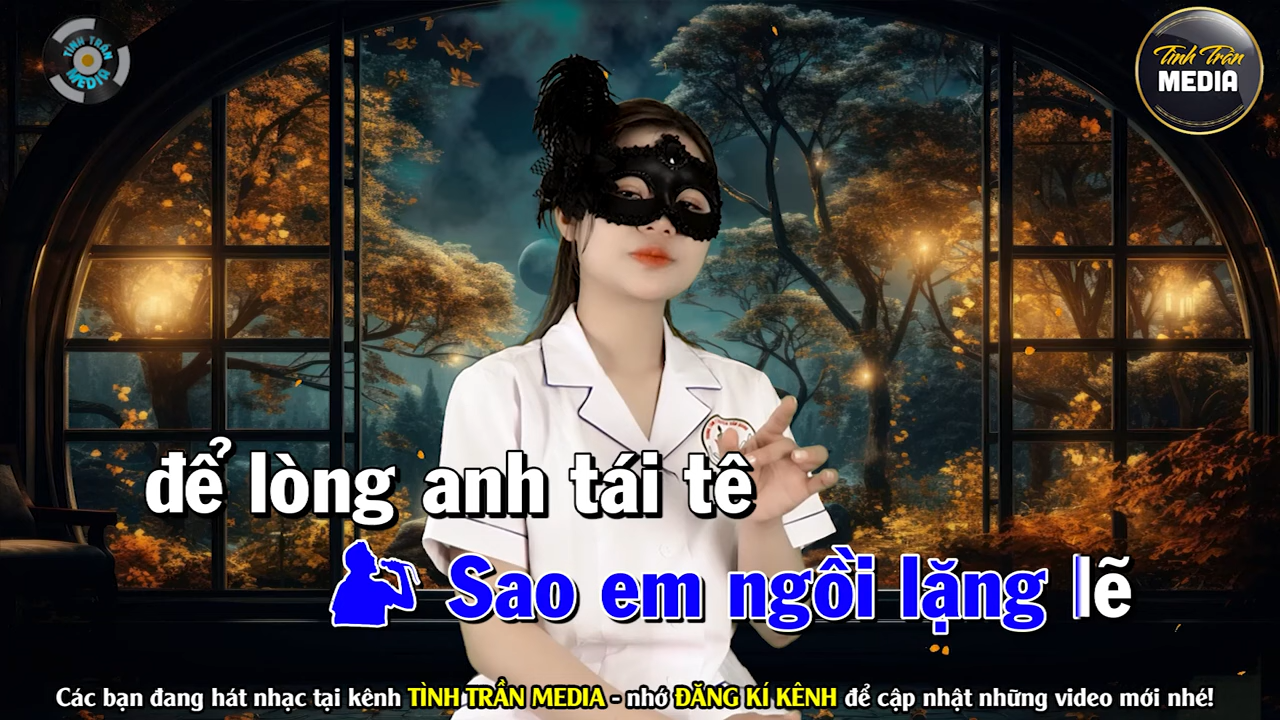 TÌNH TRẦN
MEDIA
Tình Trần
MEDIA
để lòng anh tái tê
Sao em ngồi lặng lẽ
Các bạn đang hát nhạc tại kênh TÌNH TRẦN MEDIA - nhớ ĐĂNG KÍ KÊNH để cập nhật những video mới nhé!